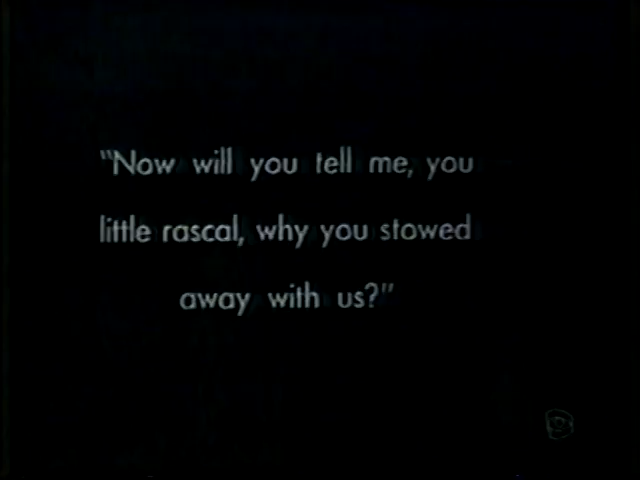 "Now will you tell me, you
little rascal, why you stowed
away with us?"